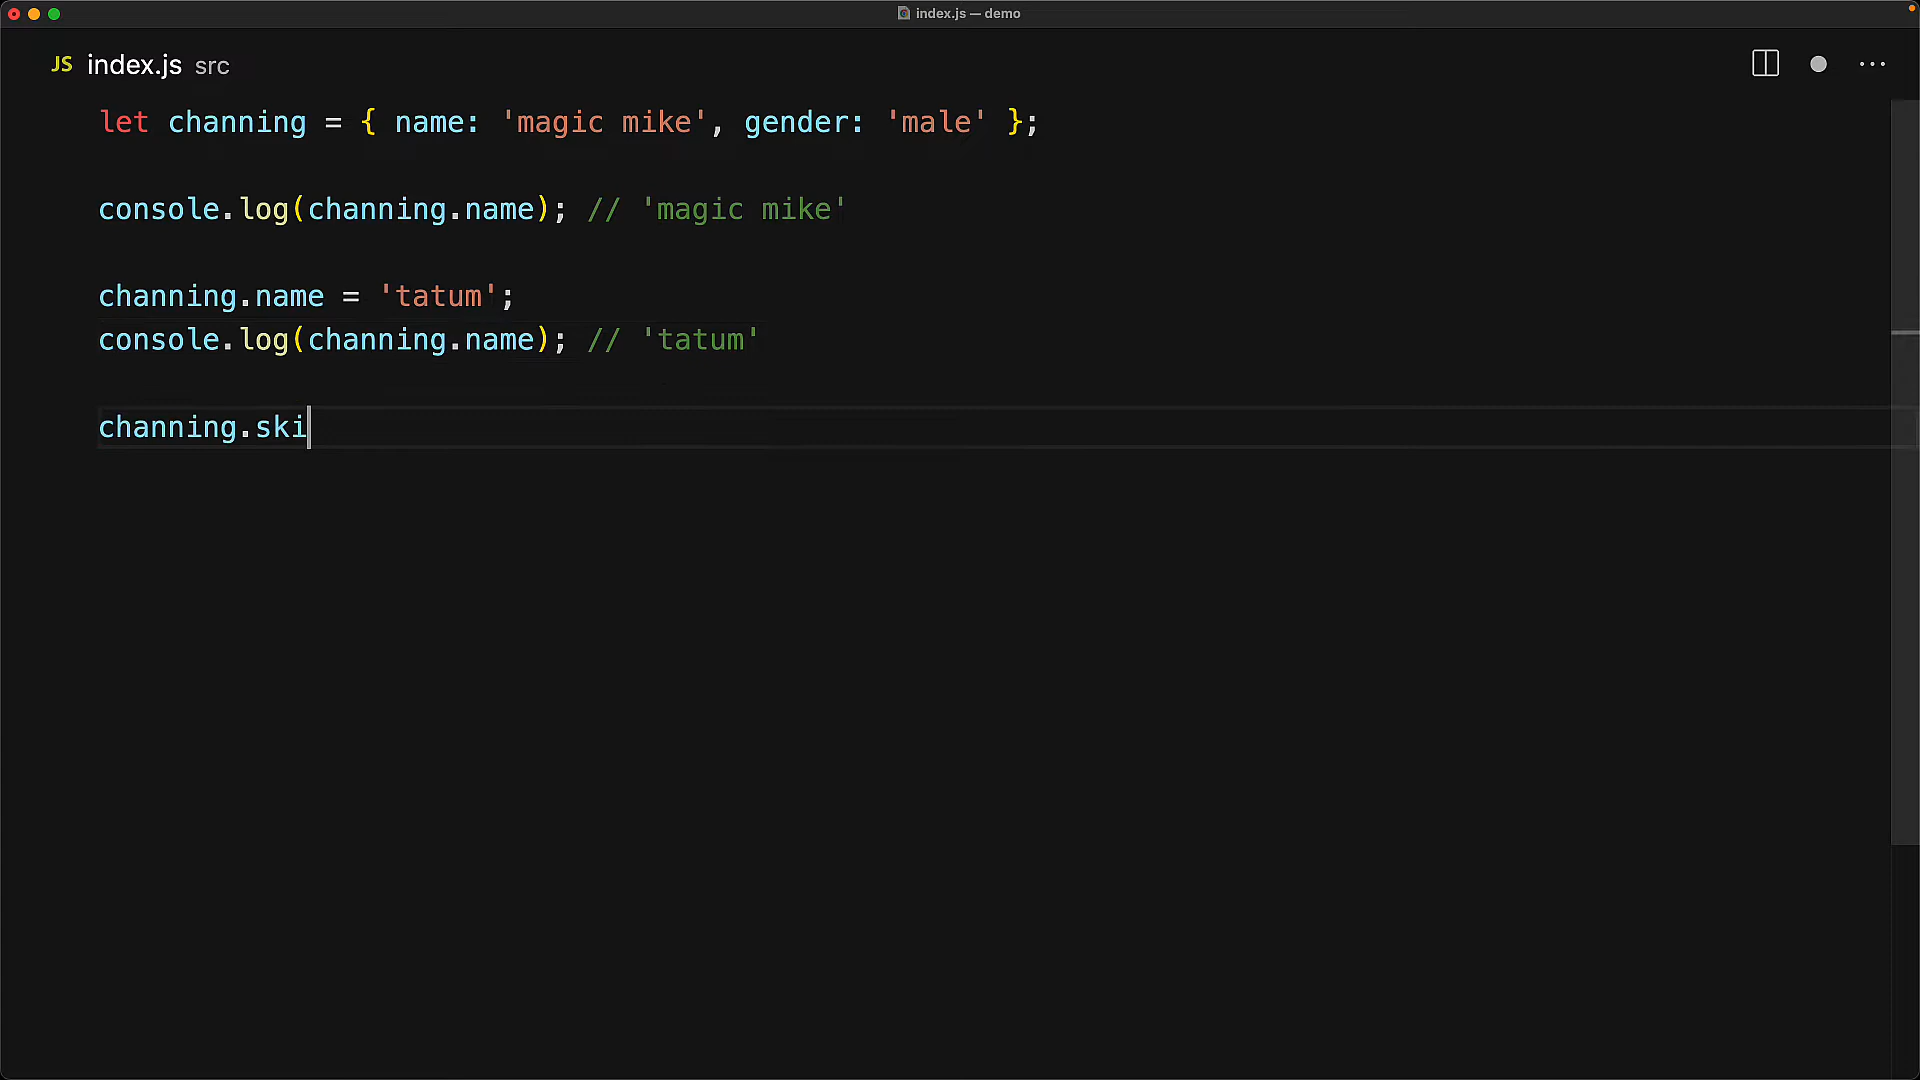 index.js — demo
JS index.js src
let channing = { name: 'magic mike', gender: 'male' };
console.log(channing.name); // 'magic mike'
channing.name = 'tatum';
console.log(channing.name); // 'tatum'
channing.ski